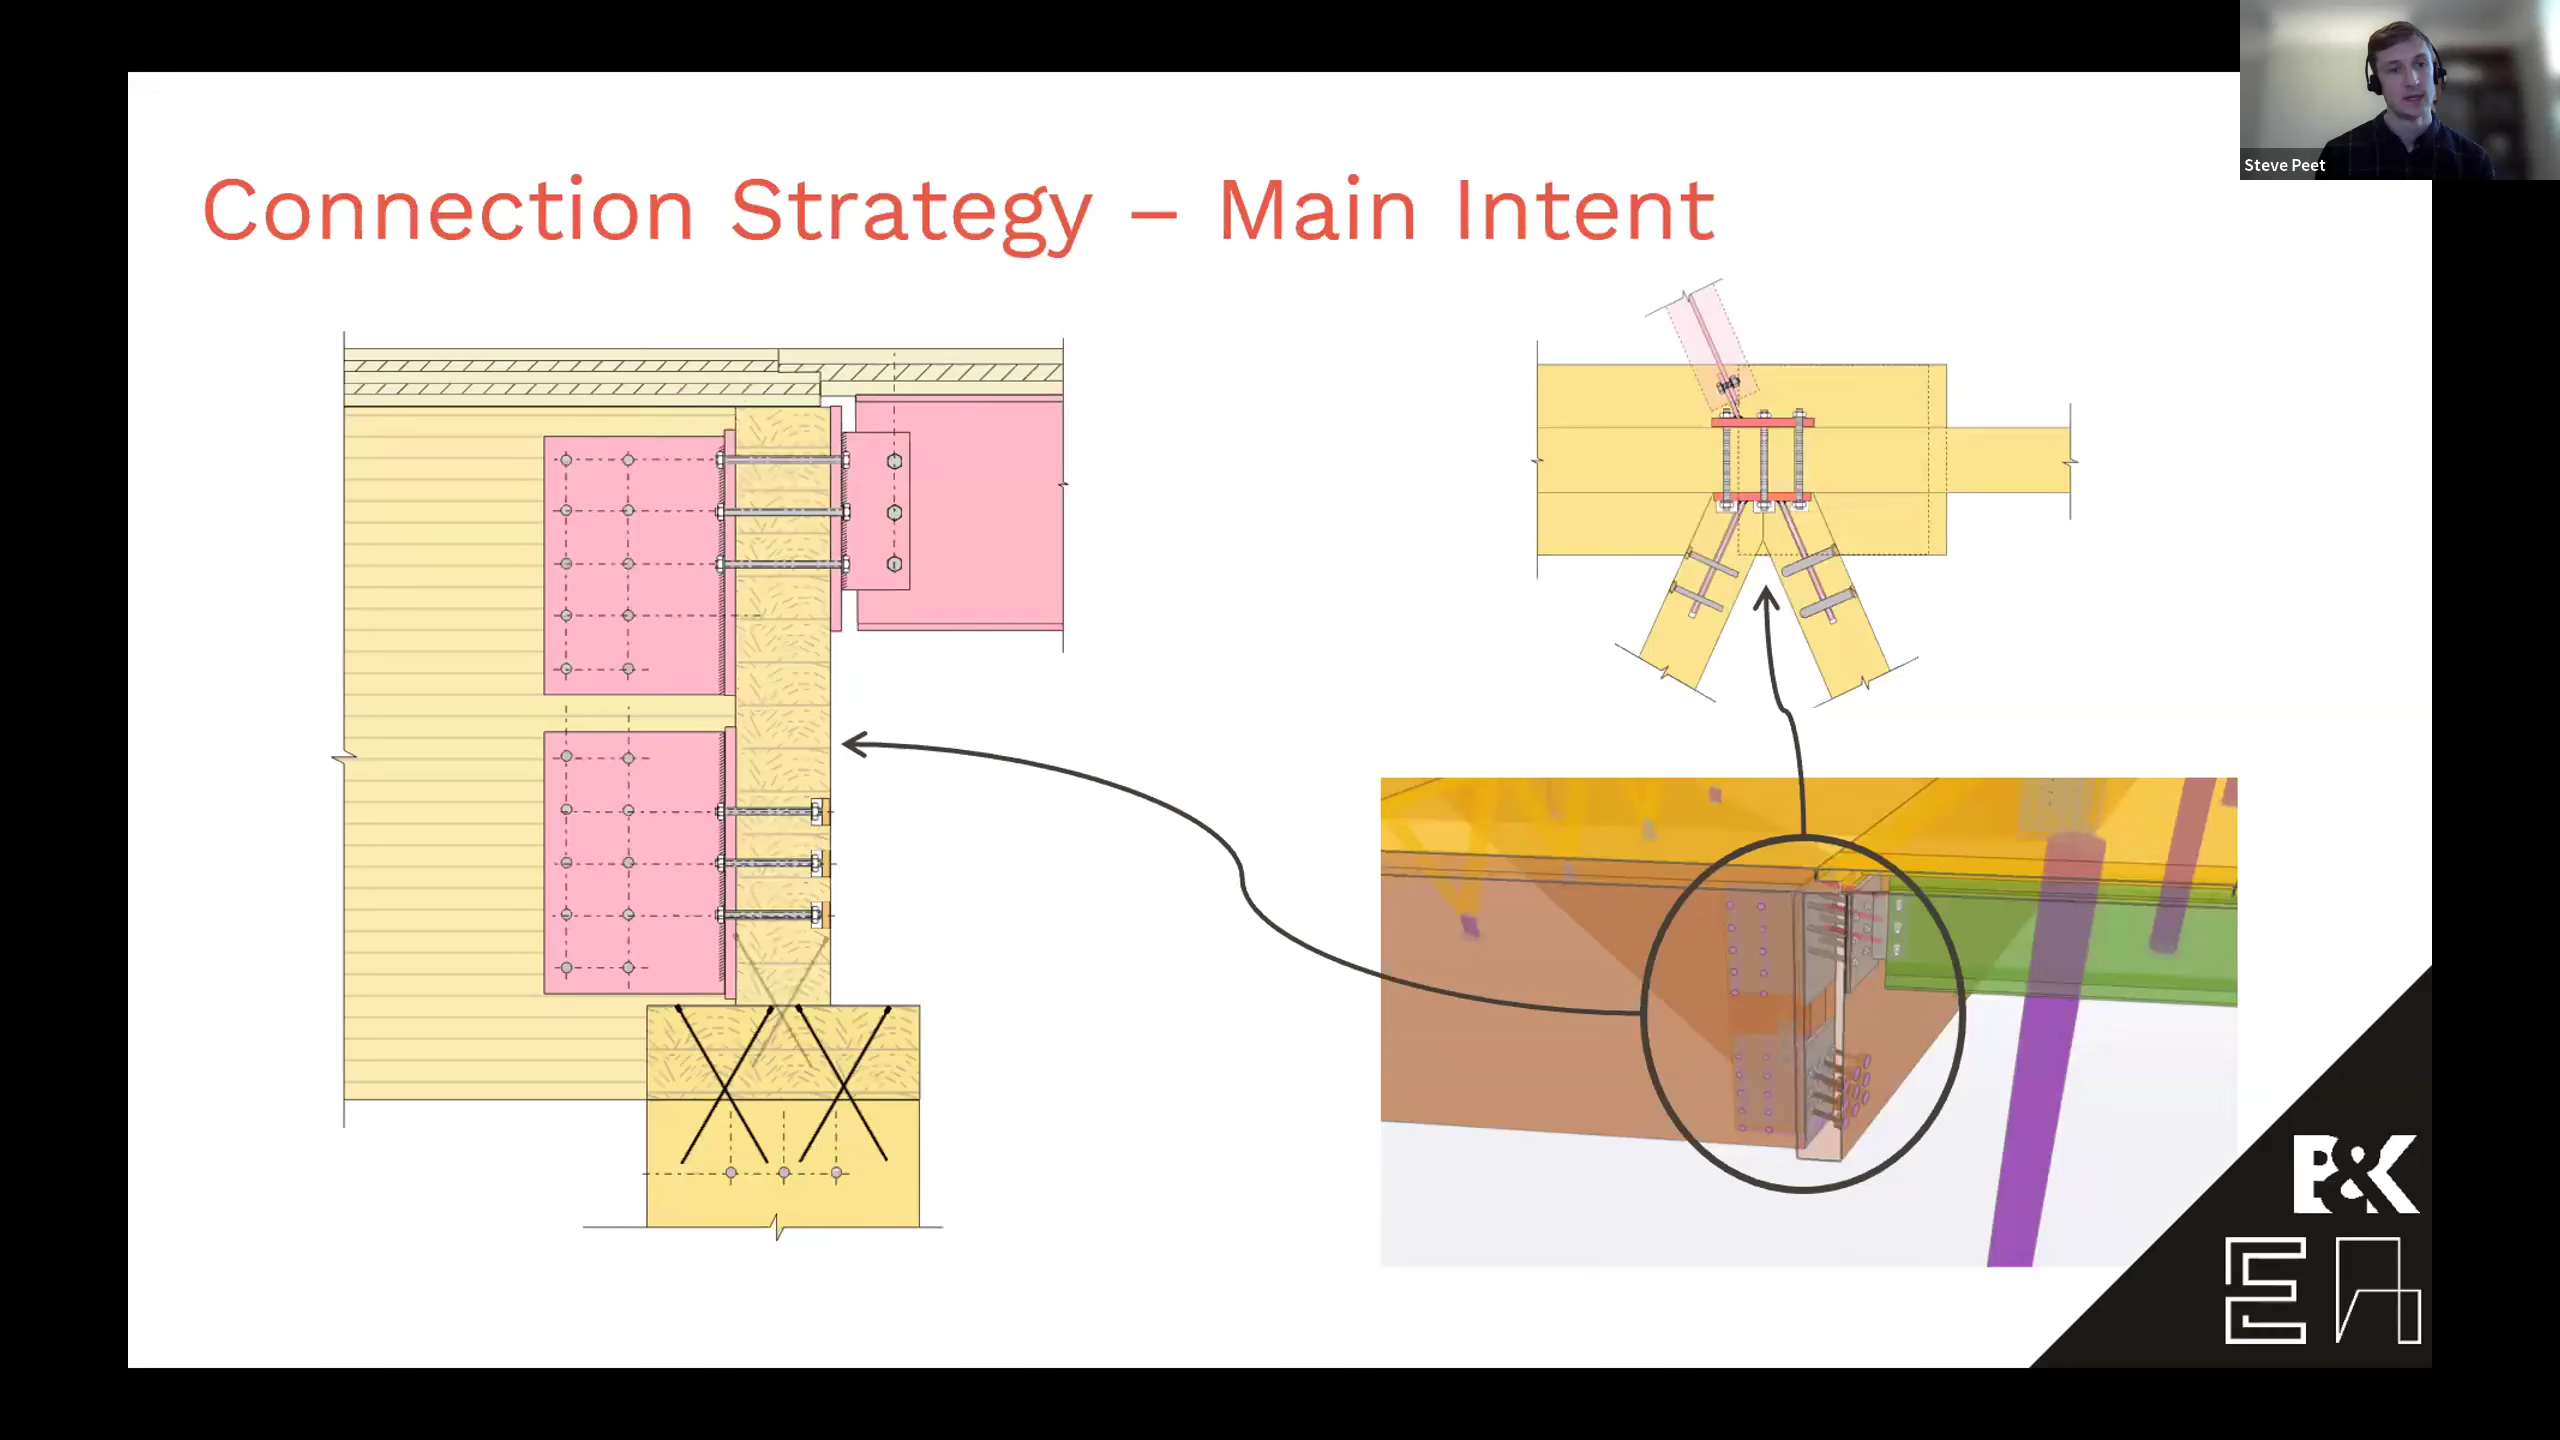 Connection Strategy – Main Intent
Steve Peet
B&K